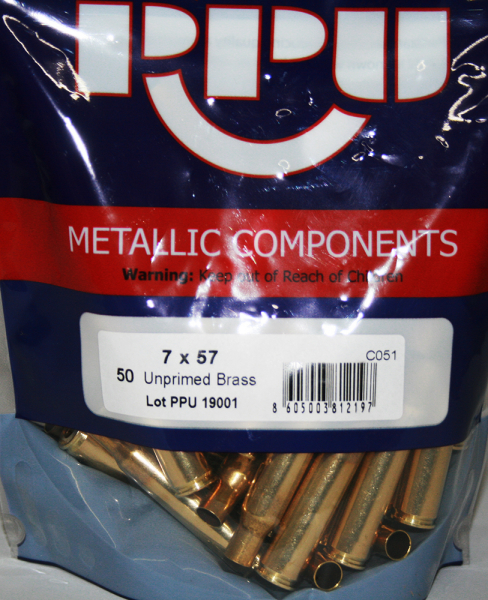 PPU
METALLIC COMPONENTS
Warning: Keep out of Reach of Children
7 x 57
C051
50 Unprimed Brass
Lot PPU 19001
8 605003 812197